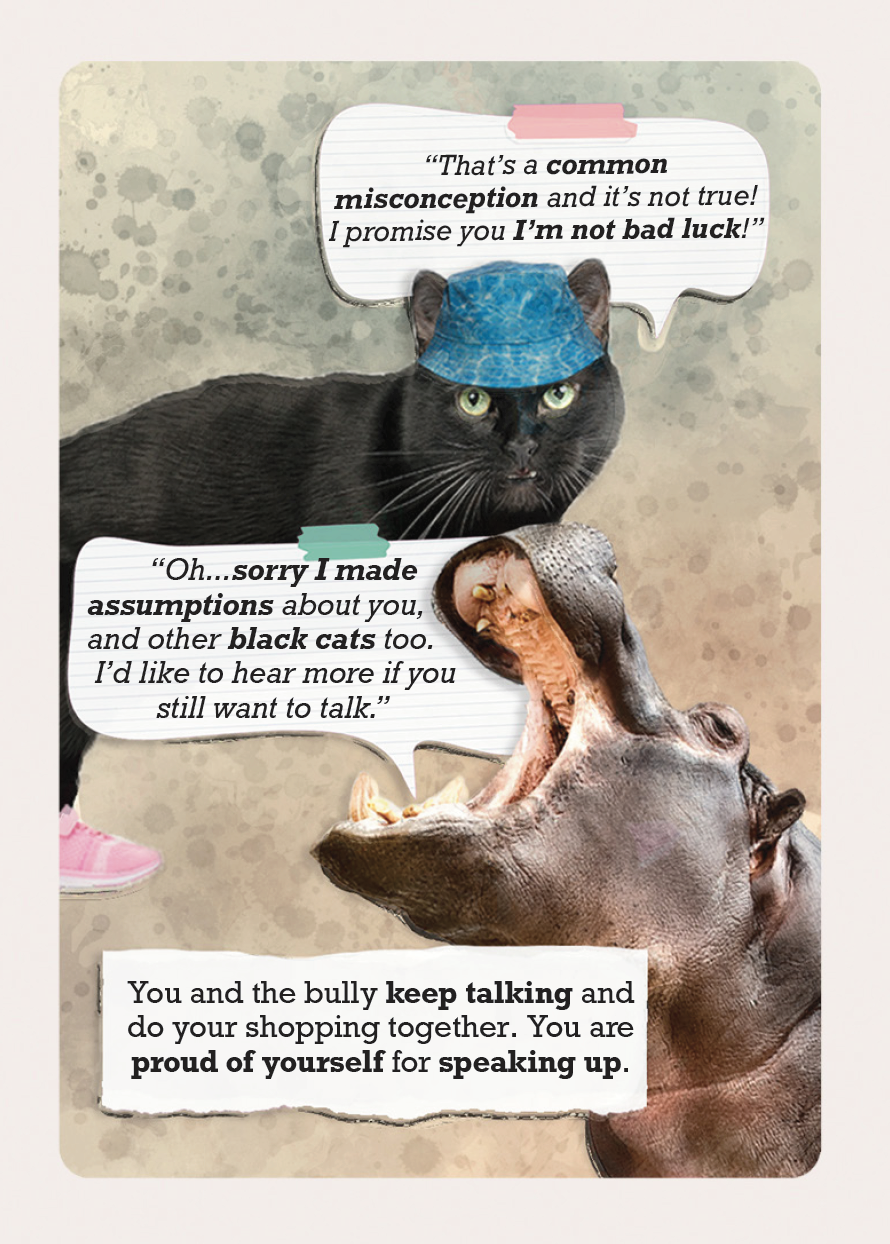 “That’s a common
misconception and it’s not true!
I promise you I’m not bad luck!”
“Oh...sorry I made
assumptions about you,
and other black cats too.
I’d like to hear more if you
still want to talk.”
You and the bully keep talking and
do your shopping together. You are
proud of yourself for speaking up.